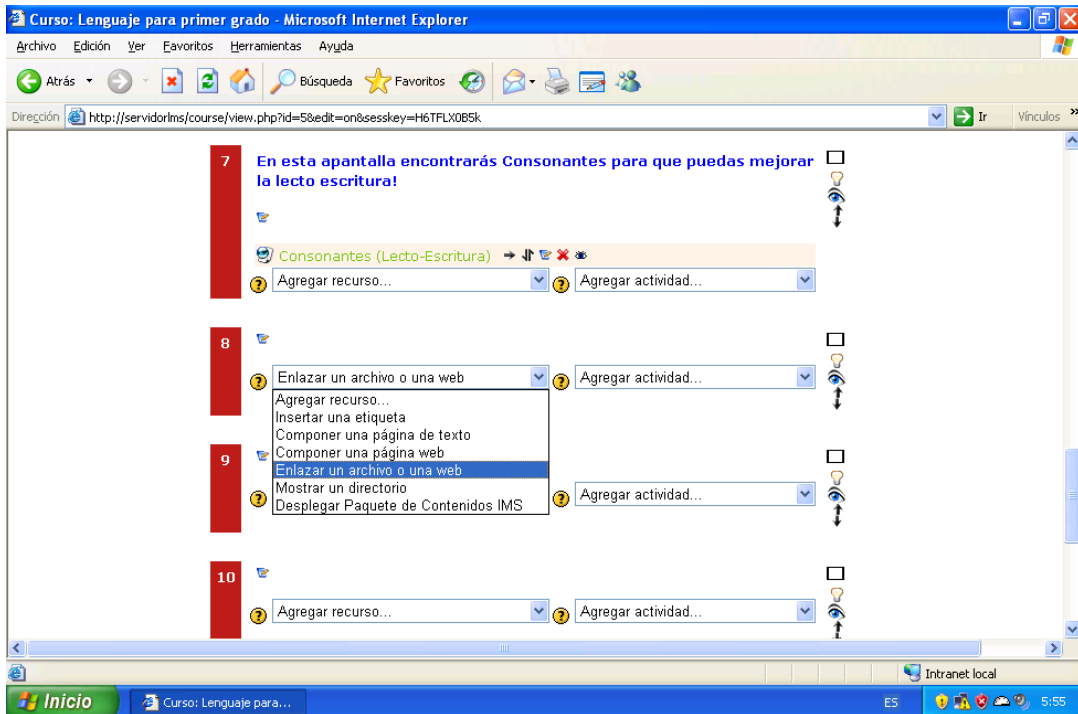 Curso: Lenguaje para primer grado - Microsoft Internet Explorer
Archivo Edición Ver Favoritos Herramientas Ayuda
Atrás Búsqueda Favoritos
Dirección http://servidorlms/course/view.php?id=5&edit=on&sesskey=H6TFLX0B5k Ir Vínculos »
7 En esta apantalla encontrarás Consonantes para que puedas mejorar
la lecto escritura!
Consonantes (Lecto-Escritura)
? Agregar recurso... ? Agregar actividad...
8
? Enlazar un archivo o una web ? Agregar actividad...
Agregar recurso...
Insertar una etiqueta
Componer una página de texto
9 Componer una página web
Enlazar un archivo o una web
? Mostrar un directorio ? Agregar actividad...
Desplegar Paquete de Contenidos IMS
10
? Agregar recurso... ? Agregar actividad...
Intranet local
Inicio Curso: Lenguaje para... ES 5:55